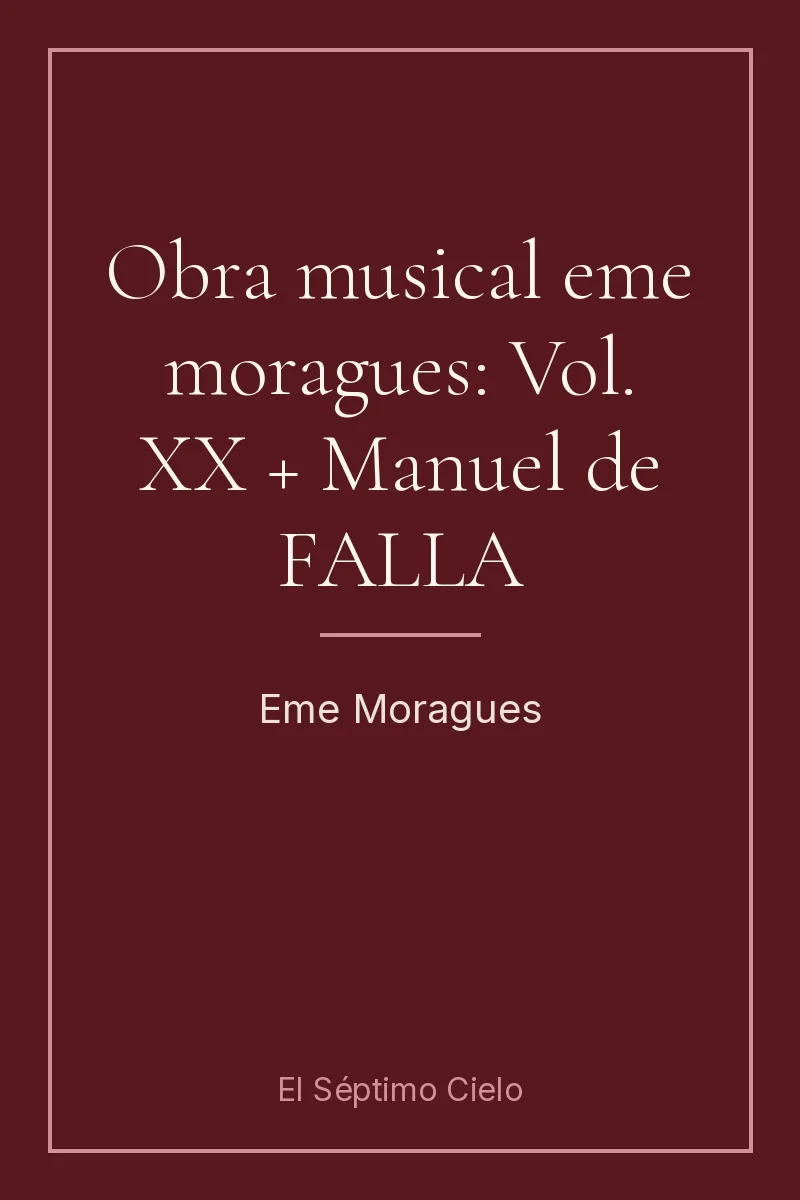 Obra musical eme
moragues: Vol.
XX + Manuel de
FALLA
Eme Moragues
El Séptimo Cielo